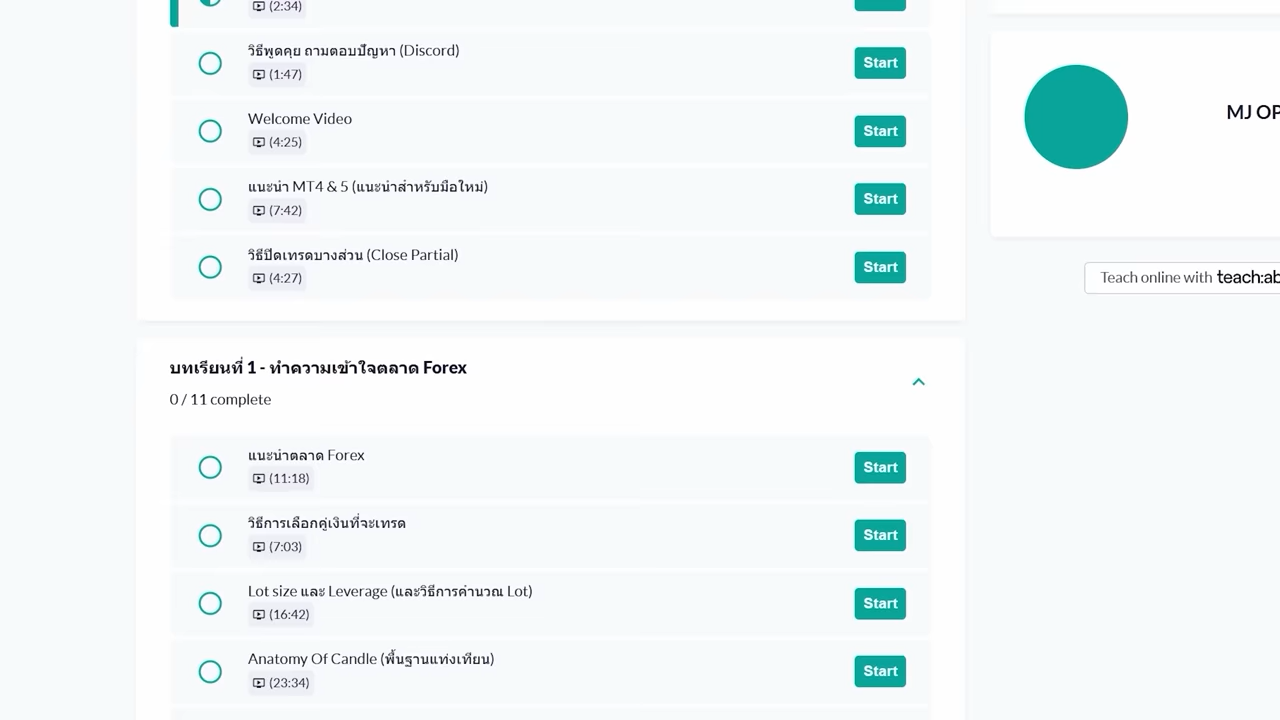 (2:34)
วิธีพูดคุย ถามตอบปัญหา (Discord)
(1:47)
Start
Welcome Video
(4:25)
Start
แนะนำ MT4 & 5 (แนะนำสำหรับมือใหม่)
(7:42)
Start
วิธีปิดเทรดบางส่วน (Close Partial)
(4:27)
Start
บทเรียนที่ 1 - ทำความเข้าใจตลาด Forex
0 / 11 complete
แนะนำตลาด Forex
(11:18)
Start
วิธีการเลือกคู่เงินที่จะเทรด
(7:03)
Start
Lot size และ Leverage (และวิธีการคำนวณ Lot)
(16:42)
Start
Anatomy Of Candle (พื้นฐานแท่งเทียน)
(23:34)
Start
MJ OP
Teach online with teach:ab